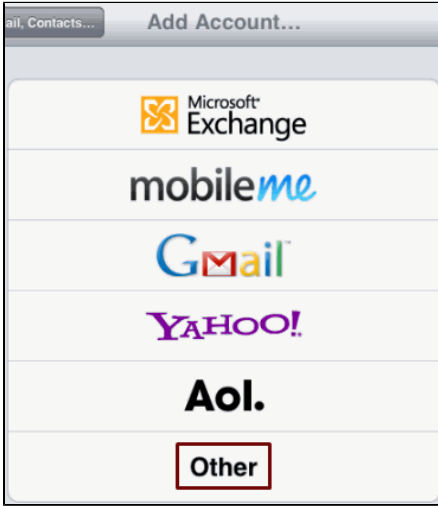 ail, Contacts...
Add Account...
Microsoft
Exchange
mobileme
Gmail
YAHOO!
Aol.
Other